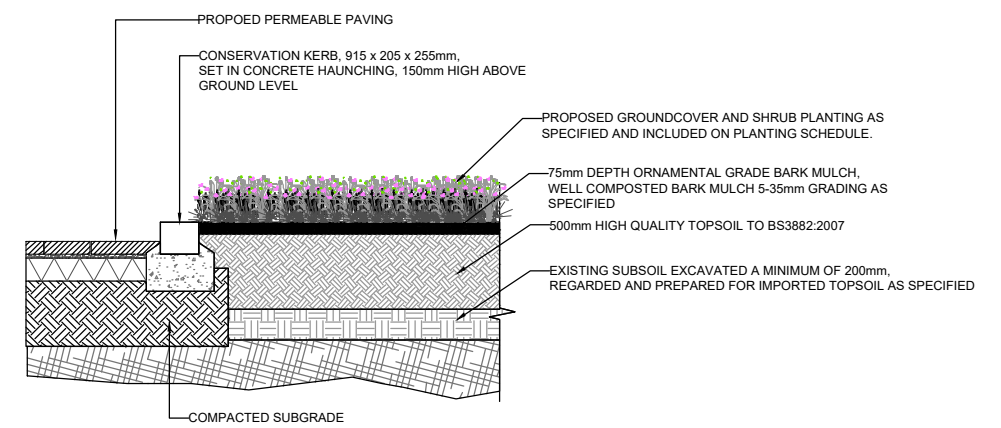 PROPOED PERMEABLE PAVING
CONSERVATION KERB, 915 x 205 x 255mm,
SET IN CONCRETE HAUNCHING, 150mm HIGH ABOVE
GROUND LEVEL
PROPOSED GROUNDCOVER AND SHRUB PLANTING AS
SPECIFIED AND INCLUDED ON PLANTING SCHEDULE.
75mm DEPTH ORNAMENTAL GRADE BARK MULCH,
WELL COMPOSTED BARK MULCH 5-35mm GRADING AS
SPECIFIED
500mm HIGH QUALITY TOPSOIL TO BS3882:2007
EXISTING SUBSOIL EXCAVATED A MINIMUM OF 200mm,
REGARDED AND PREPARED FOR IMPORTED TOPSOIL AS SPECIFIED
COMPACTED SUBGRADE